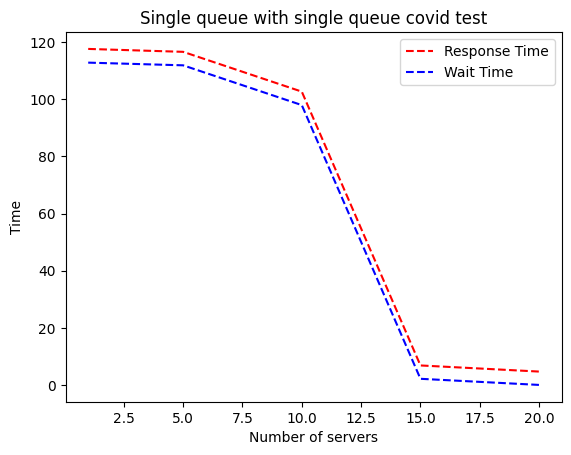 Single queue with single queue covid test
Response Time
Wait Time
120
100
80
60
40
20
0
Time
2.5 5.0 7.5 10.0 12.5 15.0 17.5 20.0
Number of servers